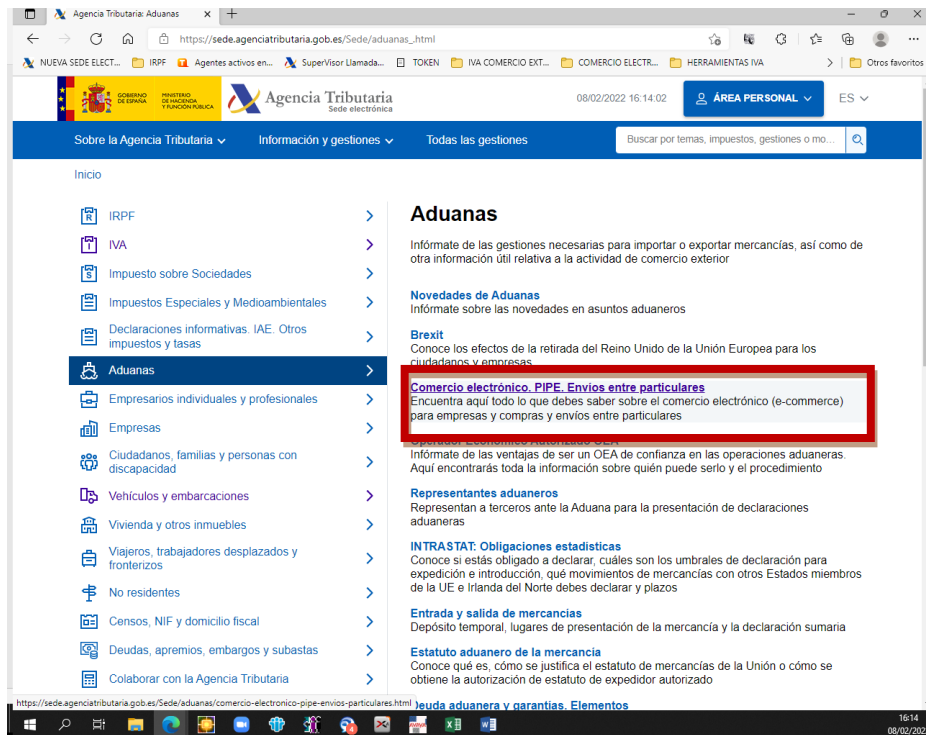 Agencia Tributaria: Aduanas
https://sede.agenciatributaria.gob.es/Sede/aduanas_.html
NUEVA SEDE ELECT... IRPF Agentes activos en... SuperVisor Llamada... TOKEN IVA COMERCIO EXT... COMERCIO ELECTR... HERRAMIENTAS IVA Otros favoritos
GOBIERNO DE ESPAÑA
MINISTERIO DE HACIENDA Y FUNCIÓN PÚBLICA
Agencia Tributaria
Sede electrónica
08/02/2022 16:14:02
ÁREA PERSONAL
ES
Sobre la Agencia Tributaria
Información y gestiones
Todas las gestiones
Buscar por temas, impuestos, gestiones o mo...
Inicio
IRPF
IVA
Impuesto sobre Sociedades
Impuestos Especiales y Medioambientales
Declaraciones informativas. IAE. Otros
impuestos y tasas
Aduanas
Empresarios individuales y profesionales
Empresas
Ciudadanos, familias y personas con
discapacidad
Vehículos y embarcaciones
Vivienda y otros inmuebles
Viajeros, trabajadores desplazados y
fronterizos
No residentes
Censos, NIF y domicilio fiscal
Deudas, apremios, embargos y subastas
Colaborar con la Agencia Tributaria
Aduanas
Infórmate de las gestiones necesarias para importar o exportar mercancías, así como de
otra información útil relativa a la actividad de comercio exterior
Novedades de Aduanas
Infórmate sobre las novedades en asuntos aduaneros
Brexit
Conoce los efectos de la retirada del Reino Unido de la Unión Europea para los
ciudadanos y empresas
Comercio electrónico. PIPE. Envíos entre particulares
Encuentra aquí todo lo que debes saber sobre el comercio electrónico (e-commerce)
para empresas y compras y envíos entre particulares
Operador Económico Autorizado OEA
Infórmate de las ventajas de ser un OEA de confianza en las operaciones aduaneras.
Aquí encontrarás toda la información sobre quién puede serlo y el procedimiento
Representantes aduaneros
Representan a terceros ante la Aduana para la presentación de declaraciones
aduaneras
INTRASTAT: Obligaciones estadísticas
Conoce si estás obligado a declarar, cuáles son los umbrales de declaración para
expedición e introducción, qué movimientos de mercancías con otros Estados miembros
de la UE e Irlanda del Norte debes declarar y plazos
Entrada y salida de mercancías
Depósito temporal, lugares de presentación de la mercancía y la declaración sumaria
Estatuto aduanero de la mercancía
Conoce qué es, cómo se justifica el estatuto de mercancías de la Unión o cómo se
obtiene la autorización de estatuto de expedidor autorizado
Deuda aduanera y garantías. Elementos
https://sede.agenciatributaria.gob.es/Sede/aduanas/comercio-electronico-pipe-envios-particulares.html
16:14
08/02/202